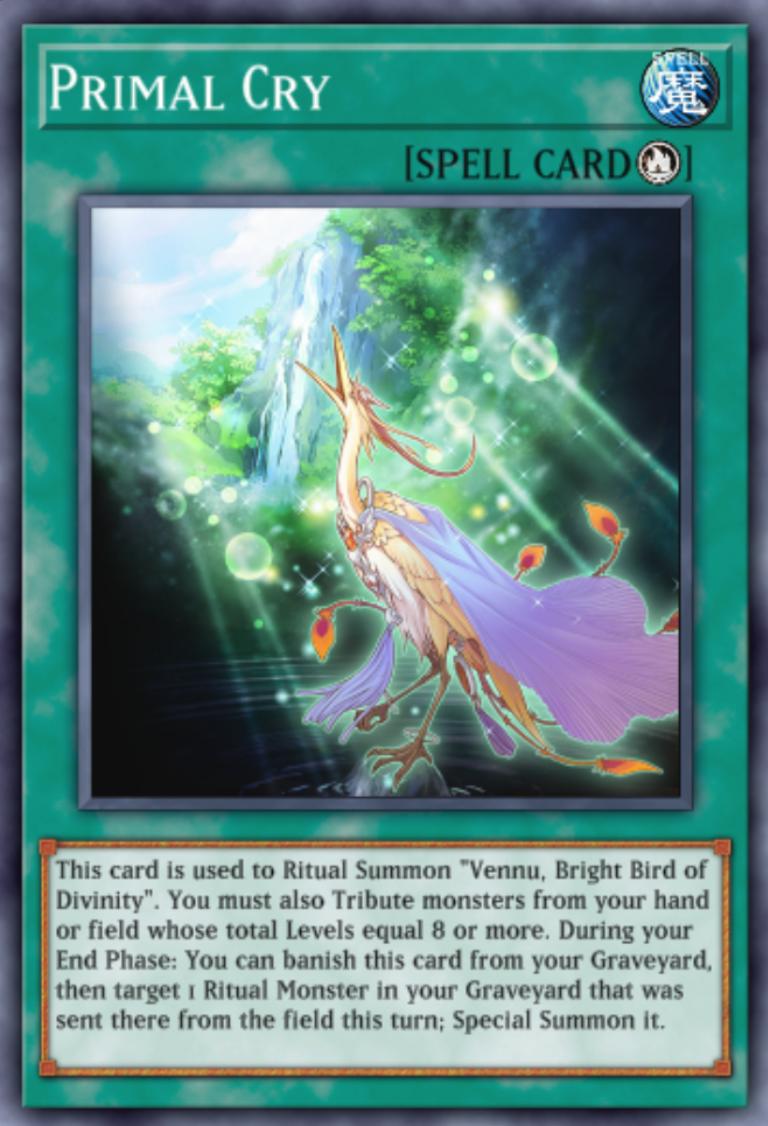 PRIMAL CRY
SPELL
魔
[SPELL CARD]
This card is used to Ritual Summon "Vennu, Bright Bird of
Divinity". You must also Tribute monsters from your hand
or field whose total Levels equal 8 or more. During your
End Phase: You can banish this card from your Graveyard,
then target 1 Ritual Monster in your Graveyard that was
sent there from the field this turn; Special Summon it.